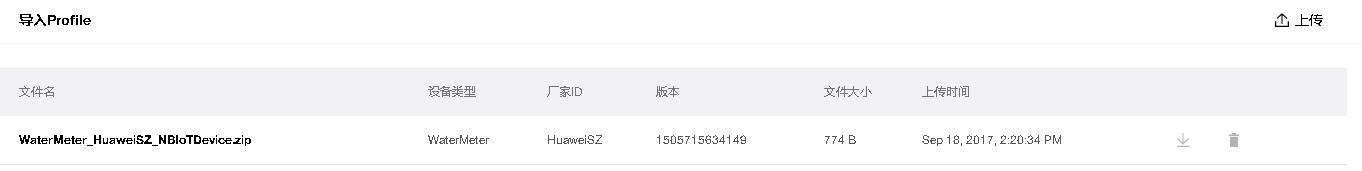 导入Profile
上传
文件名 设备类型 厂家ID 版本 文件大小 上传时间
WaterMeter_HuaweiSZ_NBIoTDevice.zip WaterMeter HuaweiSZ 1505715634149 774 B Sep 18, 2017, 2:20:34 PM